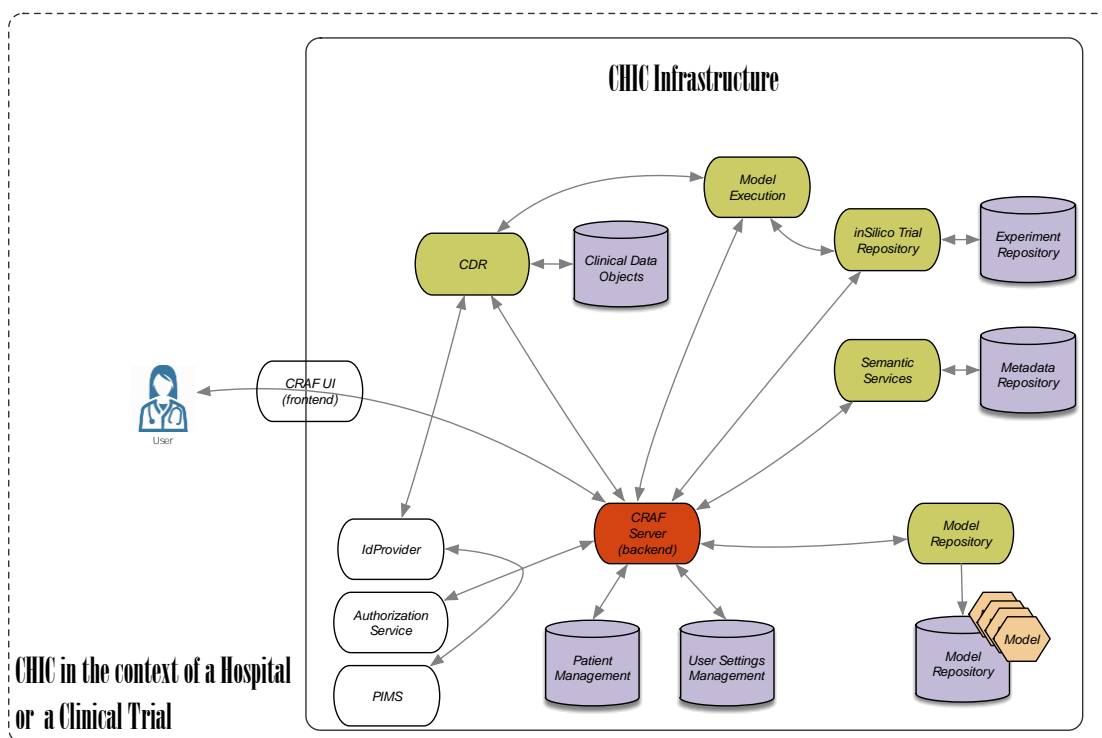 CHIC Infrastructure
Model
Execution
inSilico Trial
Repository
Experiment
Repository
CDR
Clinical Data
Objects
Semantic
Services
Metadata
Repository
CRAF UI
(frontend)
User
CRAF
Server
(backend)
Model
Repository
IdProvider
Authorization
Service
PIMS
Patient
Management
User Settings
Management
Model
Repository
Model
CHIC in the context of a Hospital
or a Clinical Trial